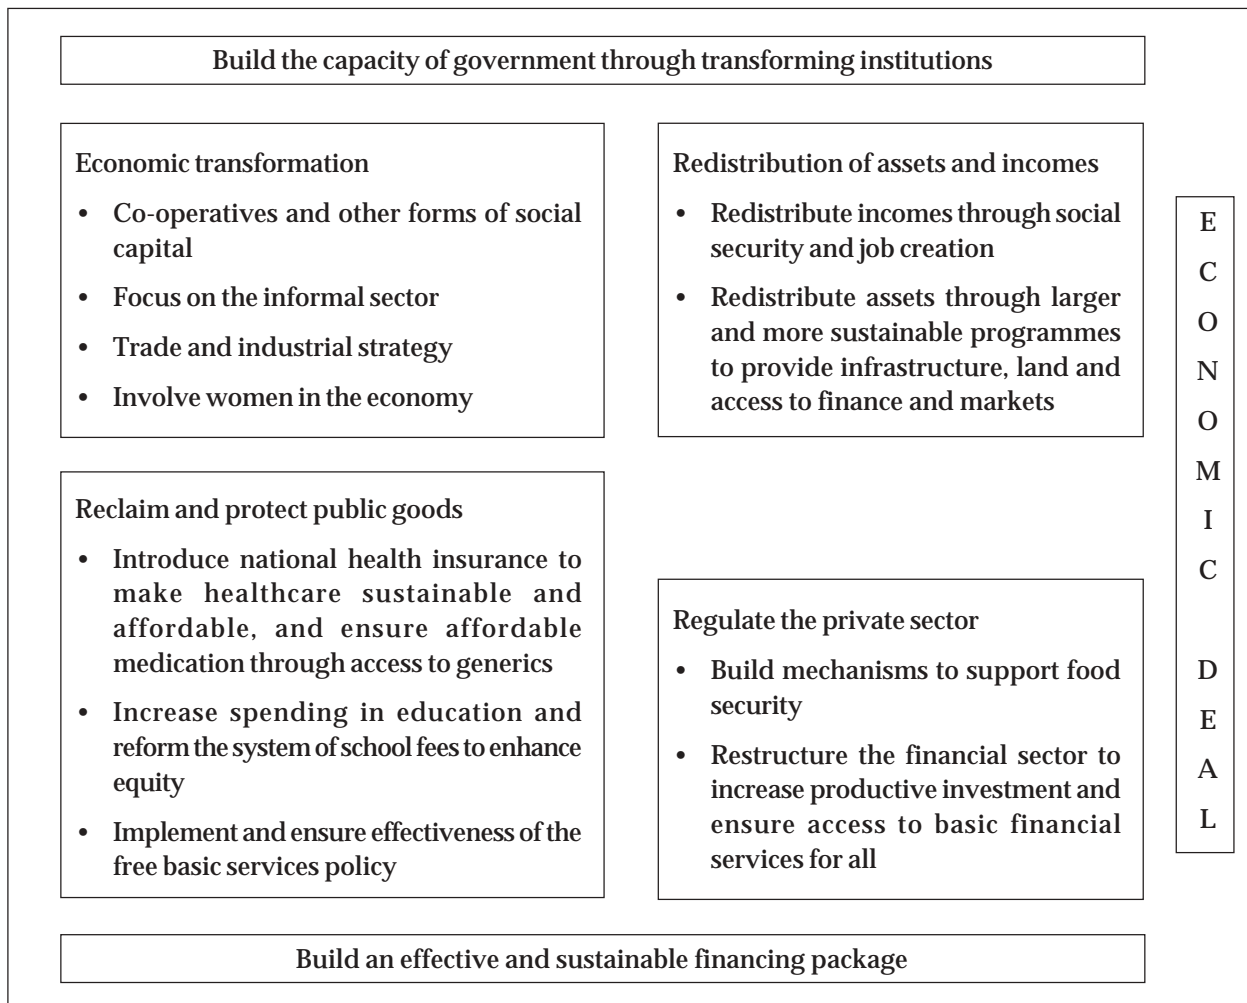 Build the capacity of government through transforming institutions
Economic transformation
• Co-operatives and other forms of social
capital
• Focus on the informal sector
• Trade and industrial strategy
• Involve women in the economy
Redistribution of assets and incomes
• Redistribute incomes through social
security and job creation
• Redistribute assets through larger
and more sustainable programmes
to provide infrastructure, land and
access to finance and markets
Reclaim and protect public goods
• Introduce national health insurance to
make healthcare sustainable and
affordable, and ensure affordable
medication through access to generics
• Increase spending in education and
reform the system of school fees to enhance
equity
• Implement and ensure effectiveness of the
free basic services policy
Regulate the private sector
• Build mechanisms to support food
security
• Restructure the financial sector to
increase productive investment and
ensure access to basic financial
services for all
E
C
O
N
O
M
I
C
D
E
A
L
Build an effective and sustainable financing package